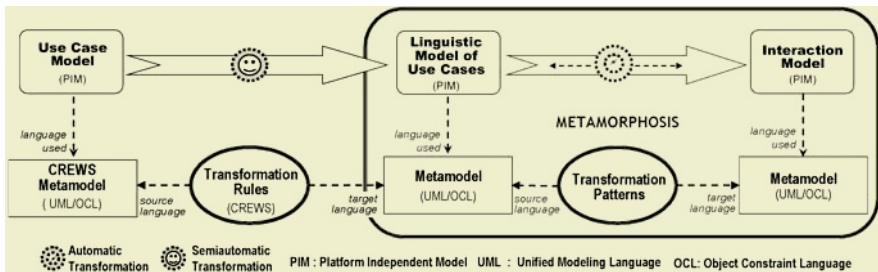 Use Case
Model
(PIM)
Linguistic
Model of
Use Cases
(PIM)
Interaction
Model
(PIM)
language
used
language
used
METAMORPHOSIS
language
used
CREWS
Metamodel
( UML/OCL)
source
language
Transformation
Rules
(CREWS)
target
language
Metamodel
(UML/OCL)
source
language
Transformation
Patterns
target
language
Metamodel
(UML/OCL)
Automatic
Transformation
Semiautomatic
Transformation
PIM : Platform Independent Model UML : Unified Modeling Language OCL: Object Constraint Language